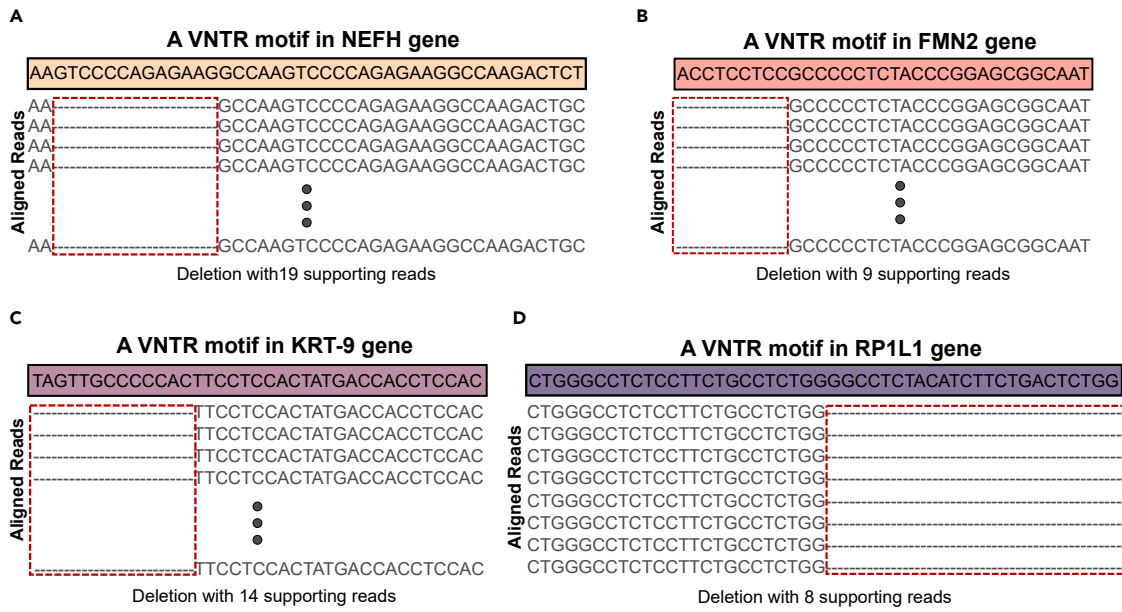 A
A VNTR motif in NEFH gene
AAGTCCCCAGAGAAGGCCAAGTCCCCAGAGAAGGCCAAGACTCT
Aligned Reads
AA-------------GCCAAGTCCCCAGAGAAGGCCAAGACTGC
AA-------------GCCAAGTCCCCAGAGAAGGCCAAGACTGC
AA-------------GCCAAGTCCCCAGAGAAGGCCAAGACTGC
AA-------------GCCAAGTCCCCAGAGAAGGCCAAGACTGC
AA-------------GCCAAGTCCCCAGAGAAGGCCAAGACTGC
Deletion with19 supporting reads
B
A VNTR motif in FMN2 gene
ACCTCCTCCGCCCCCTCTACCCGGAGCGGCAAT
Aligned Reads
---------GCCCCCTCTACCCGGAGCGGCAAT
---------GCCCCCTCTACCCGGAGCGGCAAT
---------GCCCCCTCTACCCGGAGCGGCAAT
---------GCCCCCTCTACCCGGAGCGGCAAT
---------GCCCCCTCTACCCGGAGCGGCAAT
Deletion with 9 supporting reads
C
A VNTR motif in KRT-9 gene
TAGTTGCCCCCACTTCCTCCACTATGACCACCTCCAC
Aligned Reads
-------------TTCCTCCACTATGACCACCTCCAC
-------------TTCCTCCACTATGACCACCTCCAC
-------------TTCCTCCACTATGACCACCTCCAC
-------------TTCCTCCACTATGACCACCTCCAC
-------------TTCCTCCACTATGACCACCTCCAC
Deletion with 14 supporting reads
D
A VNTR motif in RP1L1 gene
CTGGGCCTCTCCTTCTGCCTCTGGGGCCTCTACATCTTCTGACTCTGG
Aligned Reads
CTGGGCCTCTCCTTCTGCCTCTGG------------------------
CTGGGCCTCTCCTTCTGCCTCTGG------------------------
CTGGGCCTCTCCTTCTGCCTCTGG------------------------
CTGGGCCTCTCCTTCTGCCTCTGG------------------------
CTGGGCCTCTCCTTCTGCCTCTGG------------------------
CTGGGCCTCTCCTTCTGCCTCTGG------------------------
CTGGGCCTCTCCTTCTGCCTCTGG------------------------
CTGGGCCTCTCCTTCTGCCTCTGG------------------------
Deletion with 8 supporting reads